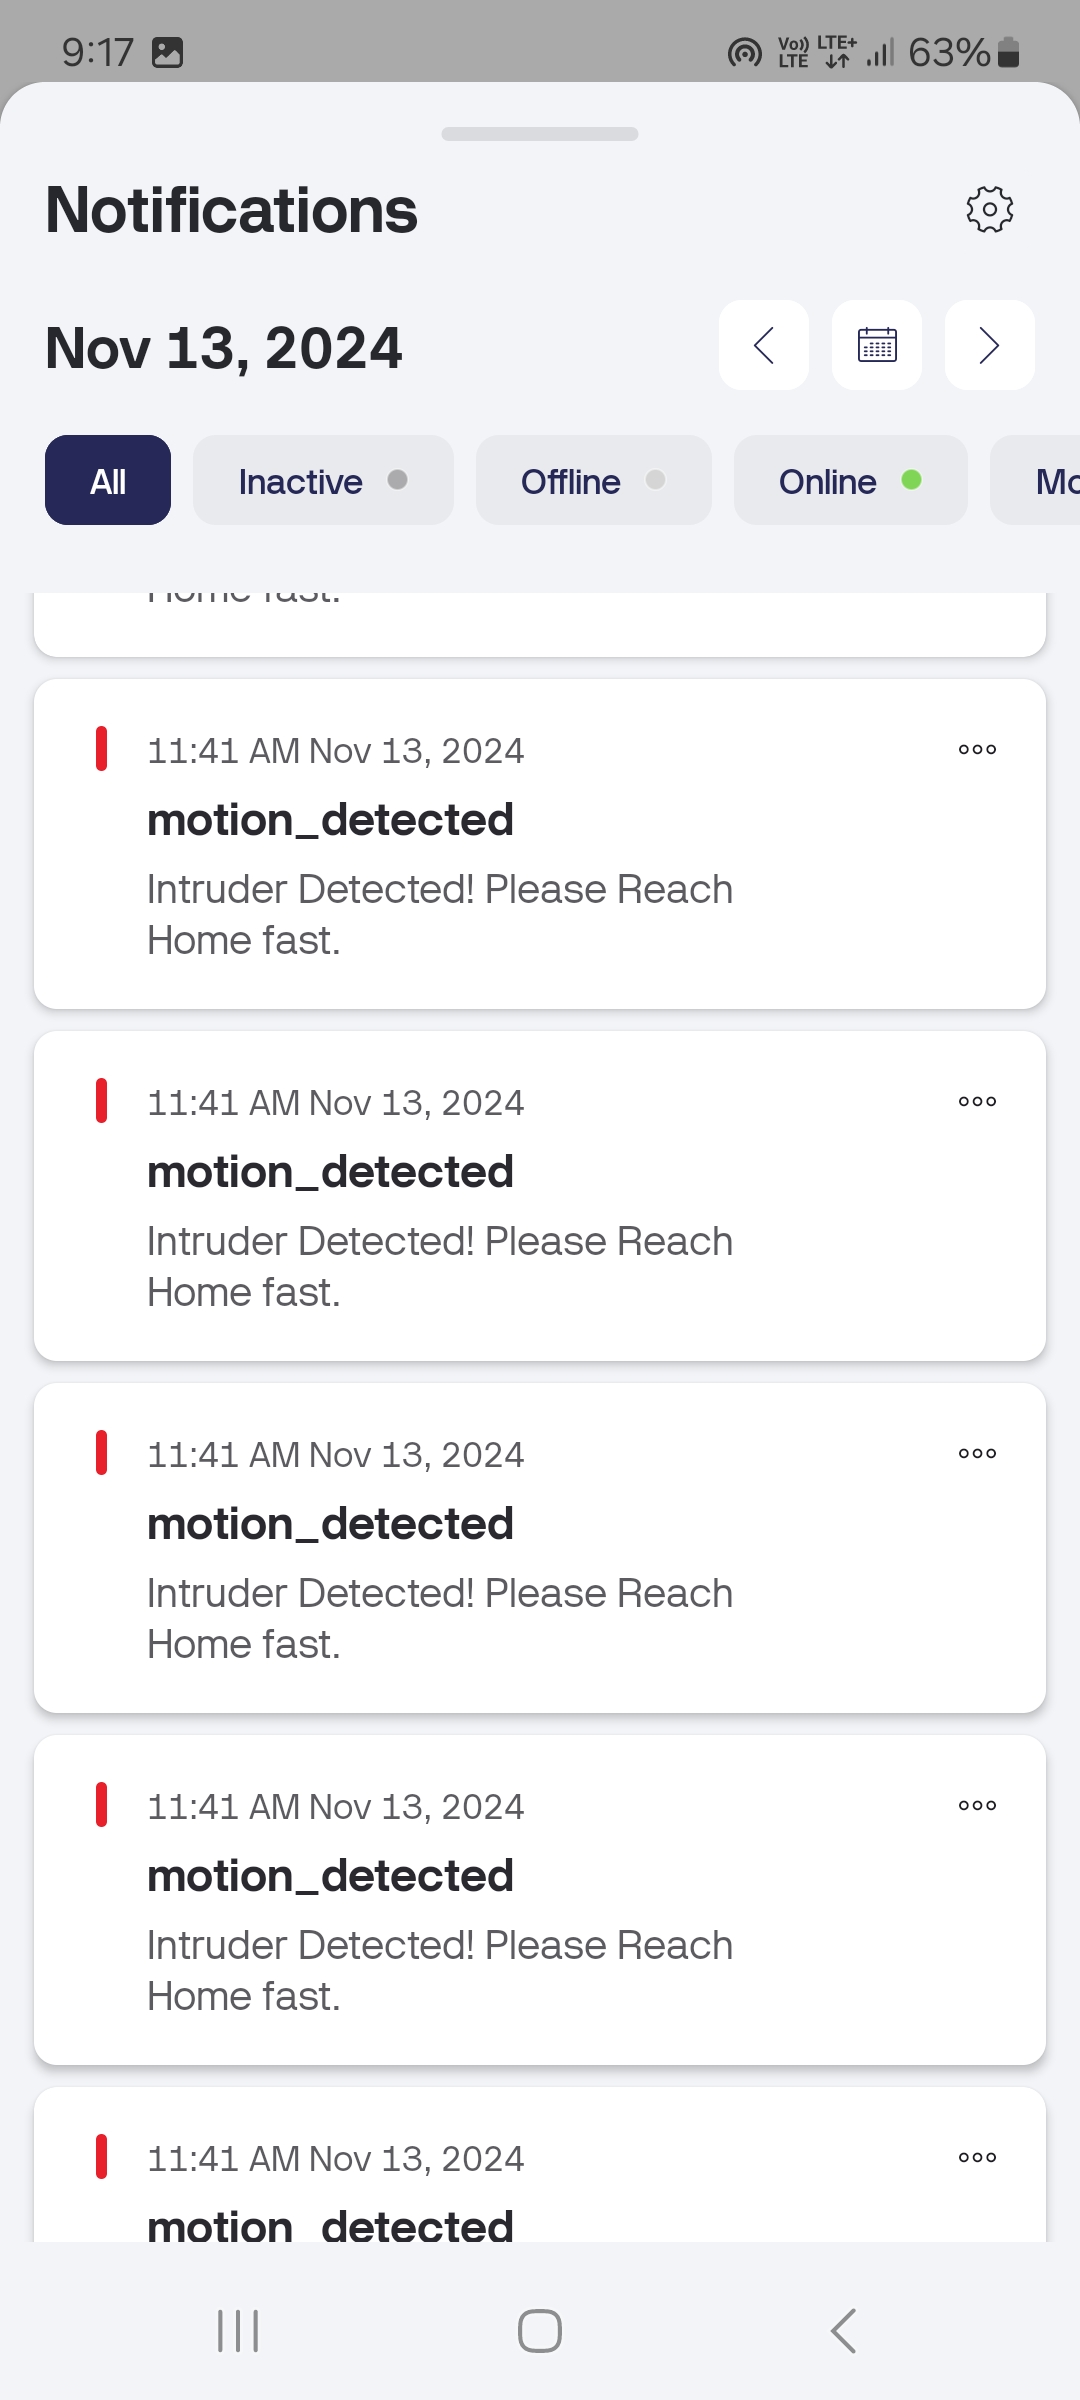 9:17
Vo)) LTE LTE+ 63%
Notifications
Nov 13, 2024
All Inactive Offline Online Mo
Home fast.
11:41 AM Nov 13, 2024
motion_detected
Intruder Detected! Please Reach
Home fast.
11:41 AM Nov 13, 2024
motion_detected
Intruder Detected! Please Reach
Home fast.
11:41 AM Nov 13, 2024
motion_detected
Intruder Detected! Please Reach
Home fast.
11:41 AM Nov 13, 2024
motion_detected
Intruder Detected! Please Reach
Home fast.
11:41 AM Nov 13, 2024
motion_detected